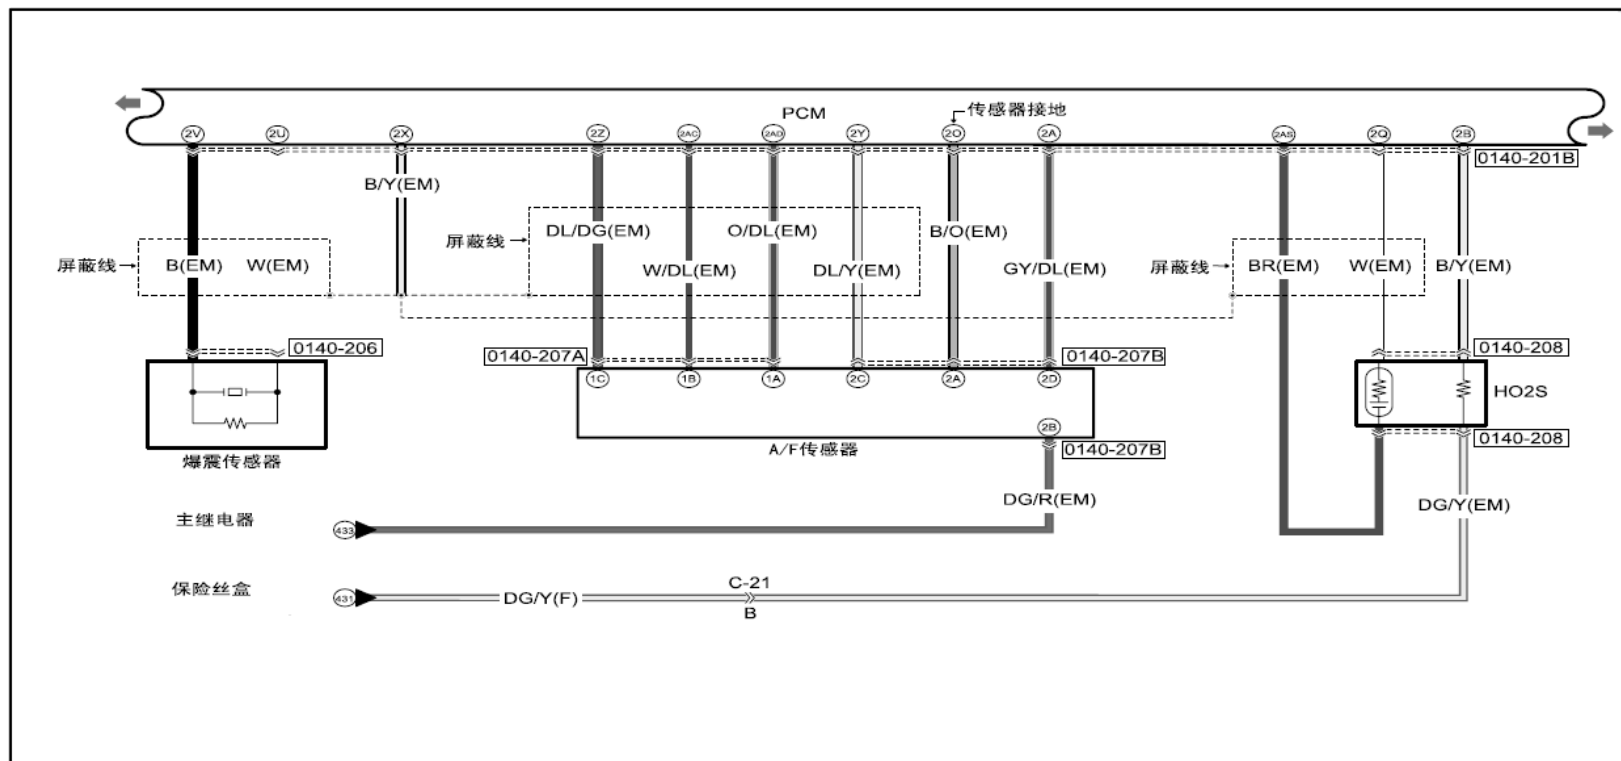 PCM
传感器接地
2V
2U
2X
2Z
2AC
2AD
2Y
2O
2A
2AS
2Q
2B
0140-201B
B/Y(EM)
屏蔽线
DL/DG(EM)
O/DL(EM)
B/O(EM)
屏蔽线
B(EM)
W(EM)
W/DL(EM)
DL/Y(EM)
GY/DL(EM)
屏蔽线
BR(EM)
W(EM)
B/Y(EM)
0140-206
0140-207A
0140-207B
0140-208
1C
1B
1A
2C
2A
2D
HO2S
2B
A/F传感器
0140-207B
0140-208
爆震传感器
DG/R(EM)
DG/Y(EM)
主继电器
433
C-21
保险丝盒
431
DG/Y(F)
B